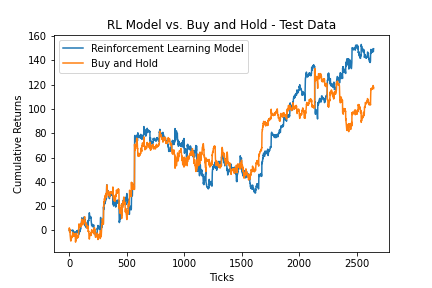 RL Model vs. Buy and Hold - Test Data
Reinforcement Learning Model
Buy and Hold
Cumulative Returns
160
140
120
100
80
60
40
20
0
0 500 1000 1500 2000 2500
Ticks